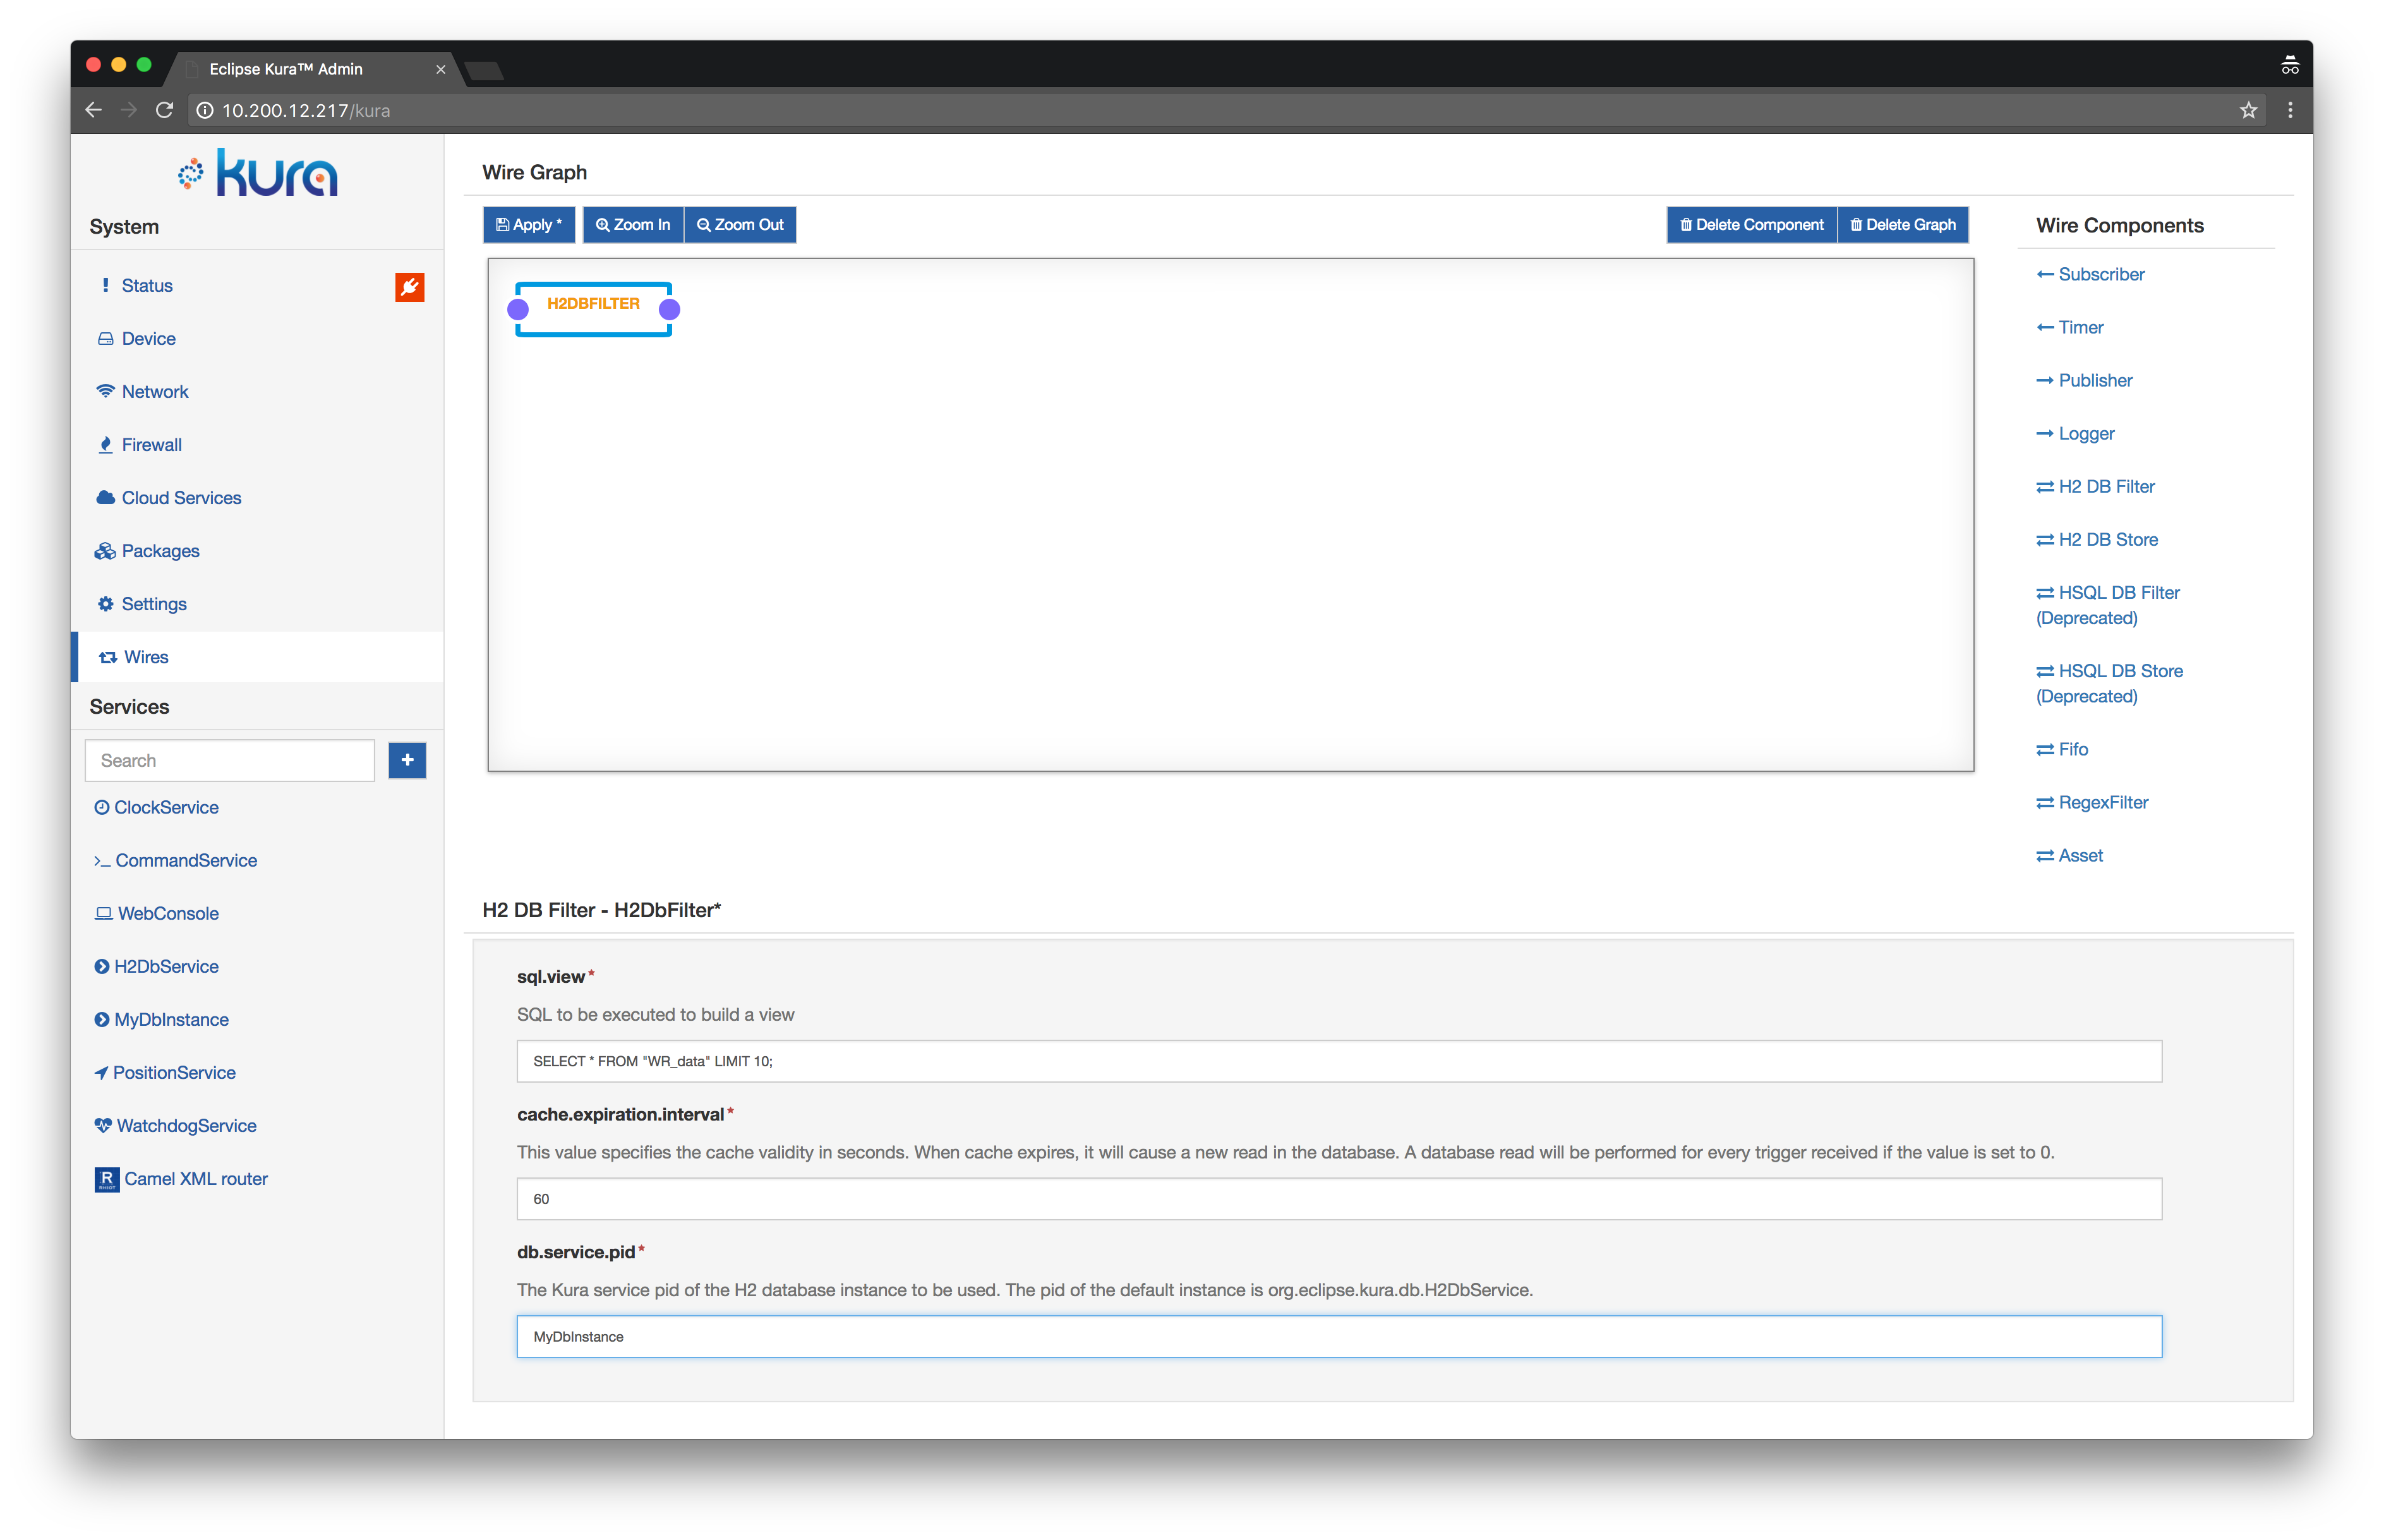 Eclipse Kura™ Admin
10.200.12.217/kura
kura
System
Status
Device
Network
Firewall
Cloud Services
Packages
Settings
Wires
Services
Search
ClockService
CommandService
WebConsole
H2DbService
MyDbInstance
PositionService
WatchdogService
Camel XML router
Wire Graph
Apply *
Zoom In
Zoom Out
Delete Component
Delete Graph
H2DBFILTER
Wire Components
Subscriber
Timer
Publisher
Logger
H2 DB Filter
H2 DB Store
HSQL DB Filter
(Deprecated)
HSQL DB Store
(Deprecated)
Fifo
RegexFilter
Asset
H2 DB Filter - H2DbFilter*
sql.view*
SQL to be executed to build a view
SELECT * FROM "WR_data" LIMIT 10;
cache.expiration.interval*
This value specifies the cache validity in seconds. When cache expires, it will cause a new read in the database. A database read will be performed for every trigger received if the value is set to 0.
60
db.service.pid*
The Kura service pid of the H2 database instance to be used. The pid of the default instance is org.eclipse.kura.db.H2DbService.
MyDbInstance